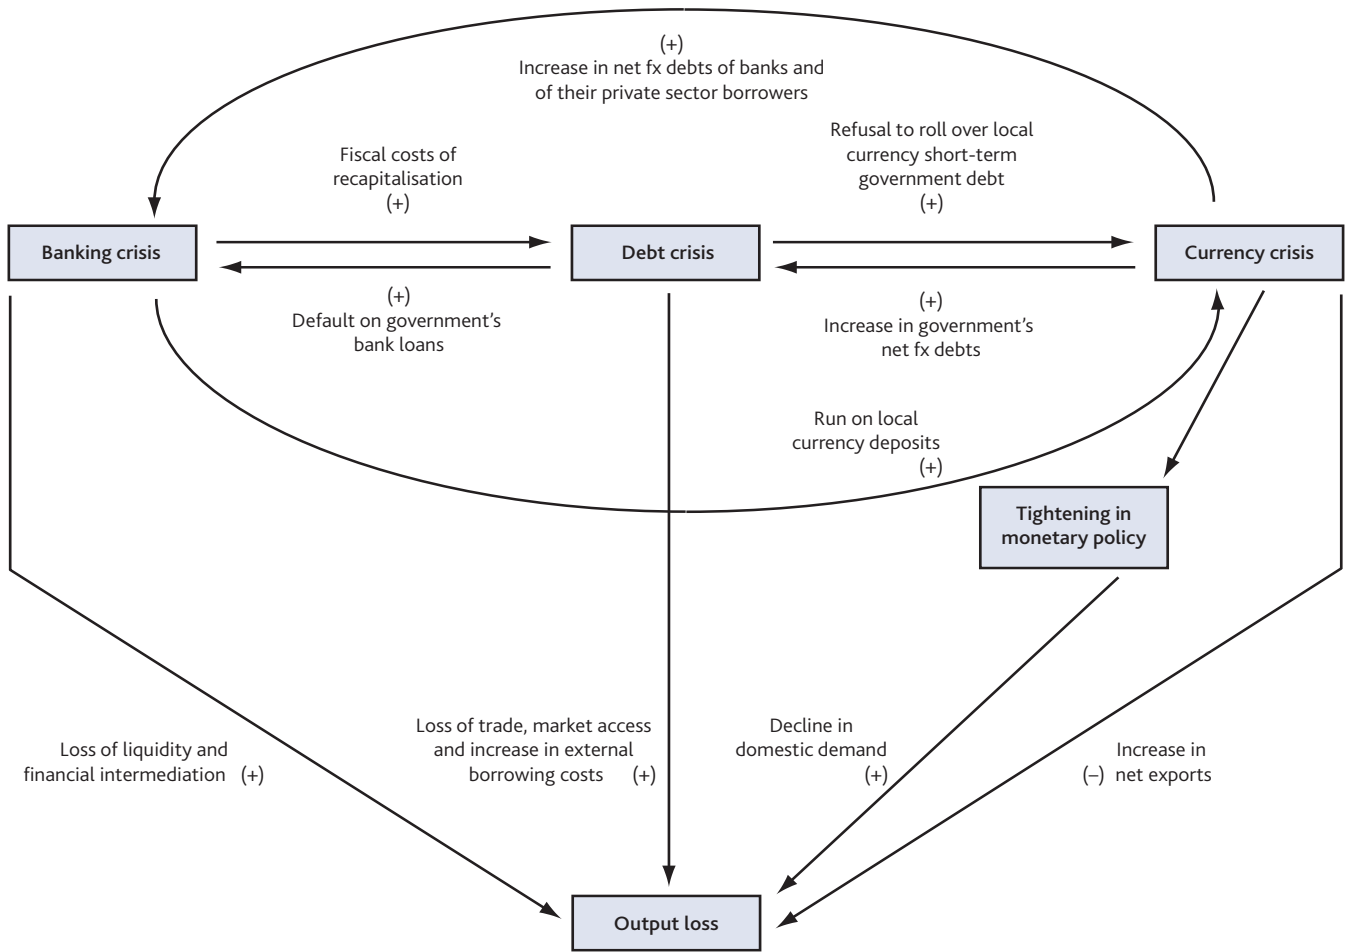 (+)
Increase in net fx debts of banks and
of their private sector borrowers
Fiscal costs of
recapitalisation
(+)
Refusal to roll over local
currency short-term
government debt
(+)
Banking crisis
Debt crisis
Currency crisis
(+)
Default on government’s
bank loans
(+)
Increase in government’s
net fx debts
Run on local
currency deposits
(+)
Tightening in
monetary policy
Loss of liquidity and
financial intermediation (+)
Loss of trade, market access
and increase in external
borrowing costs (+)
Decline in
domestic demand
(+)
Increase in
(–) net exports
Output loss